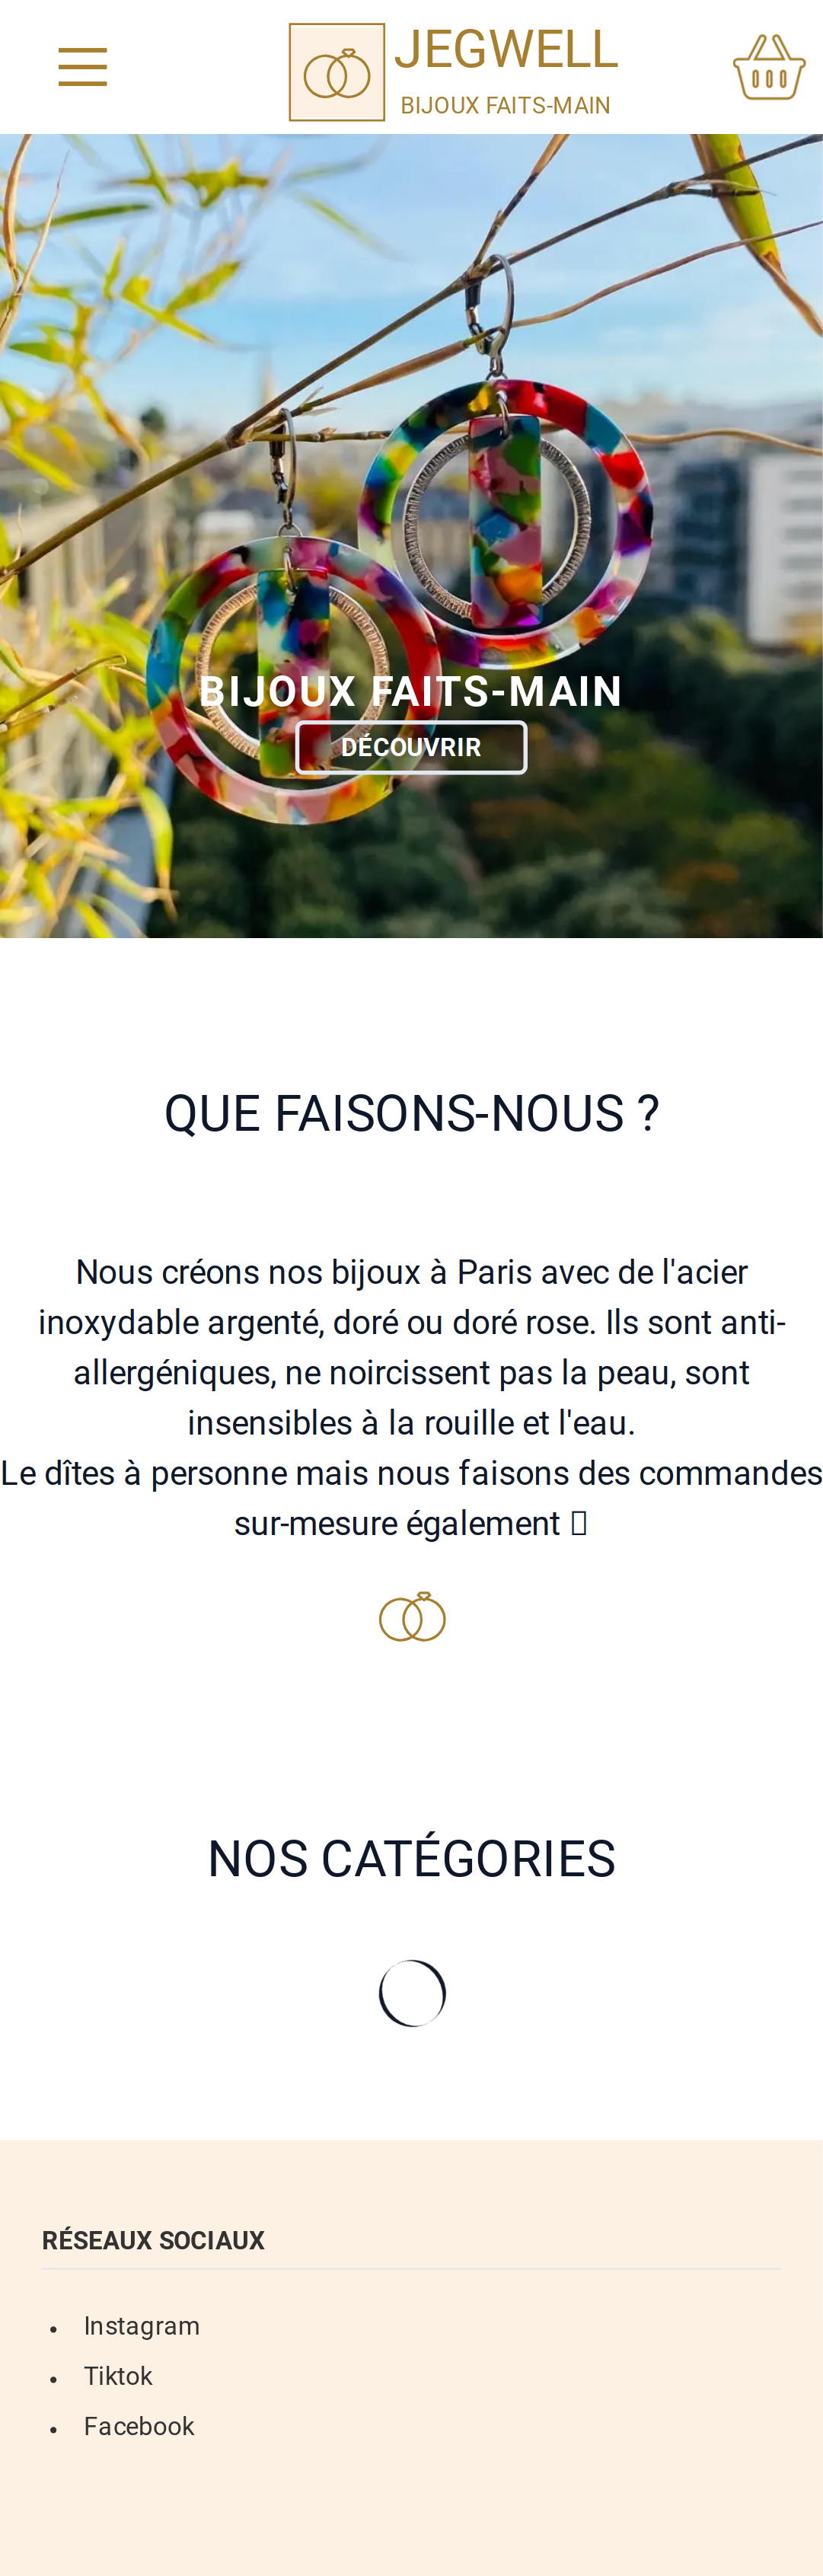 JEGWELL
BIJOUX FAITS-MAIN
BIJOUX FAITS-MAIN
DÉCOUVRIR
QUE FAISONS-NOUS ?
Nous créons nos bijoux à Paris avec de l'acier
inoxydable argenté, doré ou doré rose. Ils sont anti-
allergéniques, ne noircissent pas la peau, sont
insensibles à la rouille et l'eau.
Le dîtes à personne mais nous faisons des commandes
sur-mesure également
NOS CATÉGORIES
RÉSEAUX SOCIAUX
• Instagram
• Tiktok
• Facebook